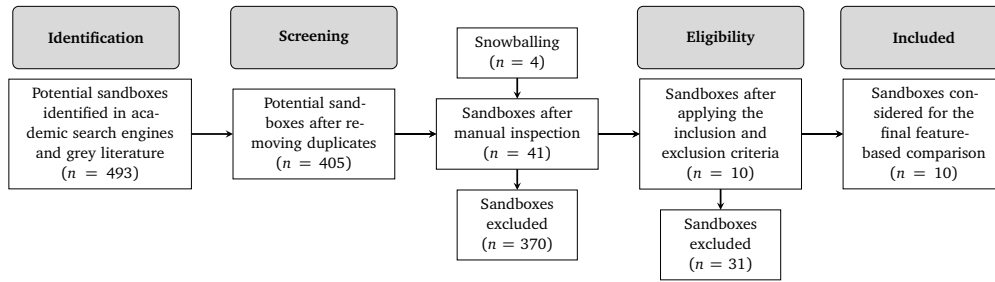 Identification
Potential sandboxes
identified in aca-
demic search engines
and grey literature
(n = 493)
Screening
Potential sand-
boxes after re-
moving duplicates
(n = 405)
Snowballing
(n = 4)
Sandboxes after
manual inspection
(n = 41)
Sandboxes
excluded
(n = 370)
Eligibility
Sandboxes after
applying the
inclusion and
exclusion criteria
(n = 10)
Sandboxes
excluded
(n = 31)
Included
Sandboxes con-
sidered for the
final feature-
based comparison
(n = 10)